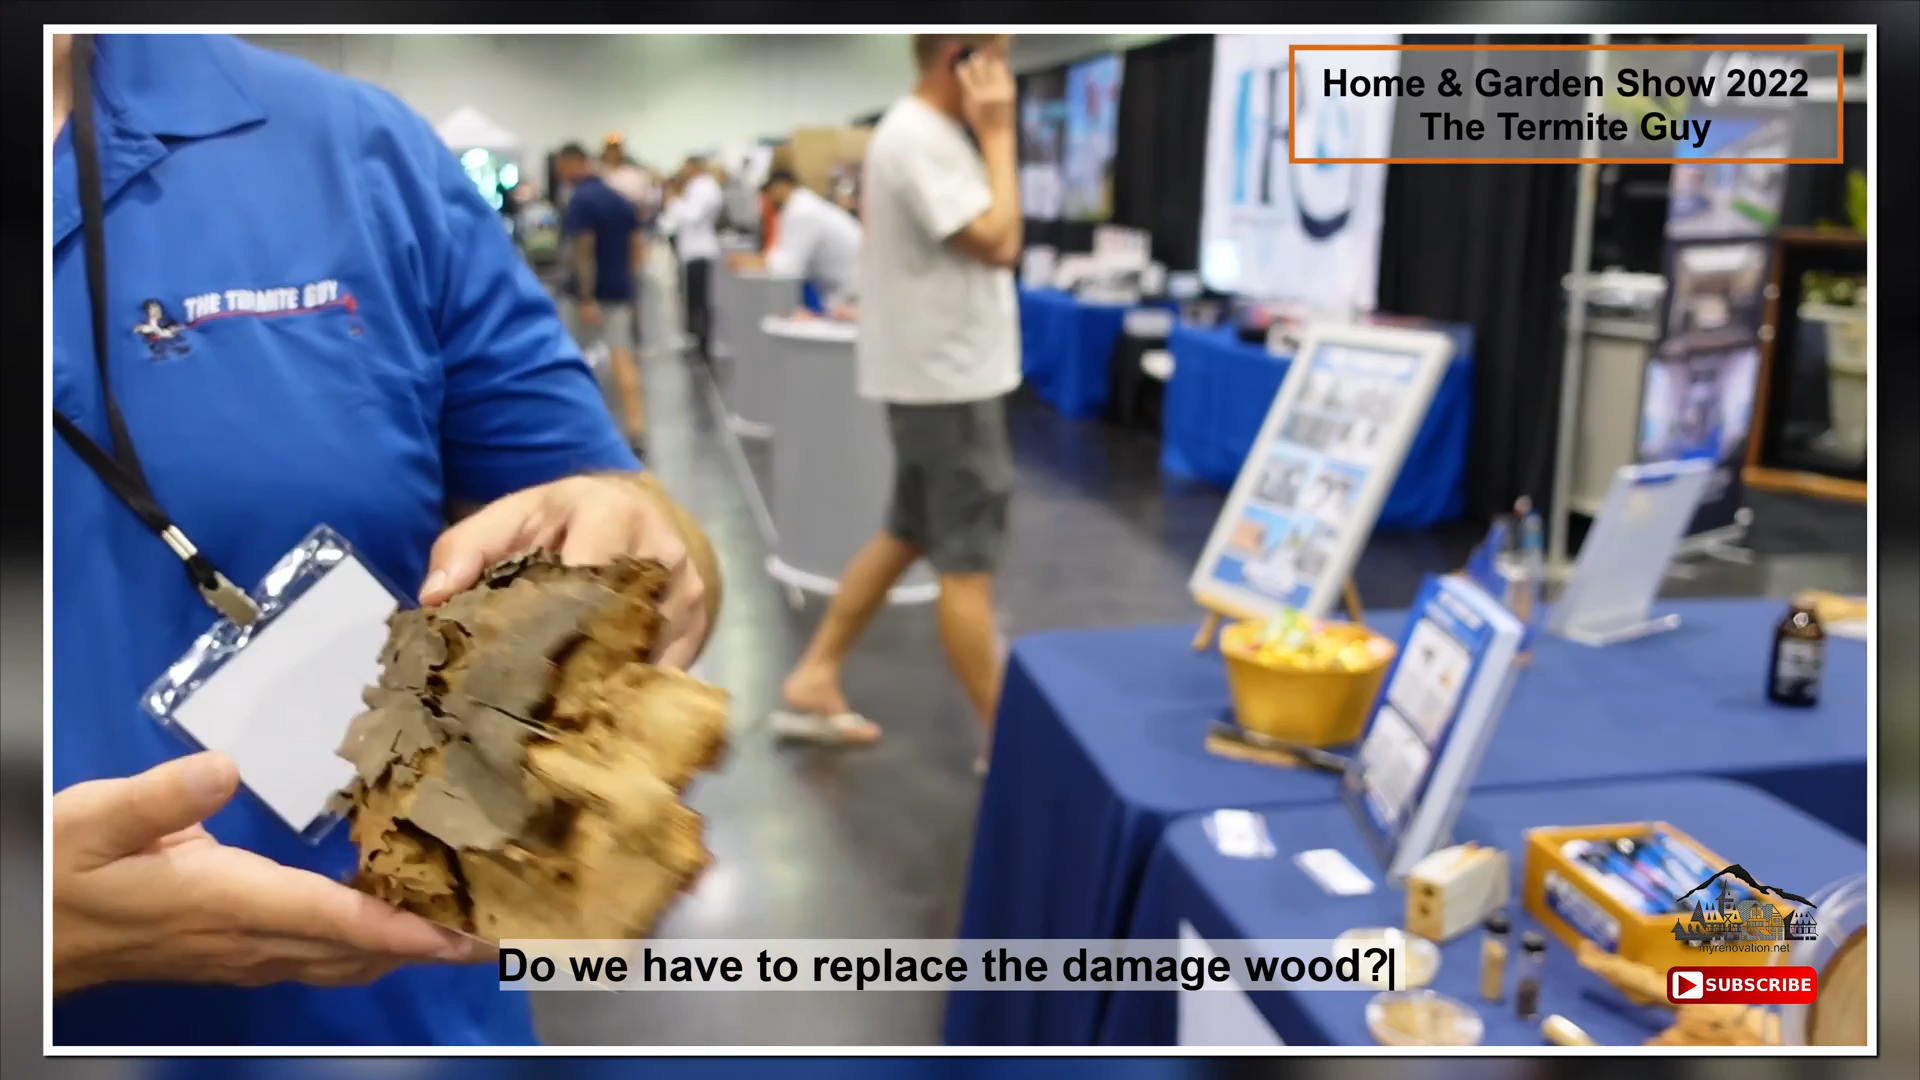 Home & Garden Show 2022
The Termite Guy
THE TERMITE GUY
Do we have to replace the damage wood?
myrenovation.net
SUBSCRIBE